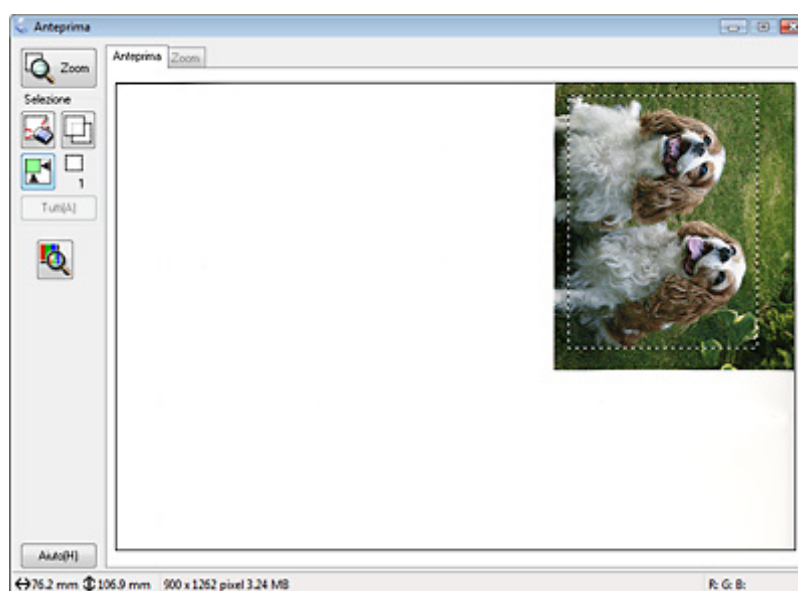 Anteprima
Zoom
Anteprima Zoom
Selezione
1
Tutti(A)
Aiuto(H)
76.2 mm 106.9 mm 900 x 1262 pixel 3.24 MB
R: G: B: